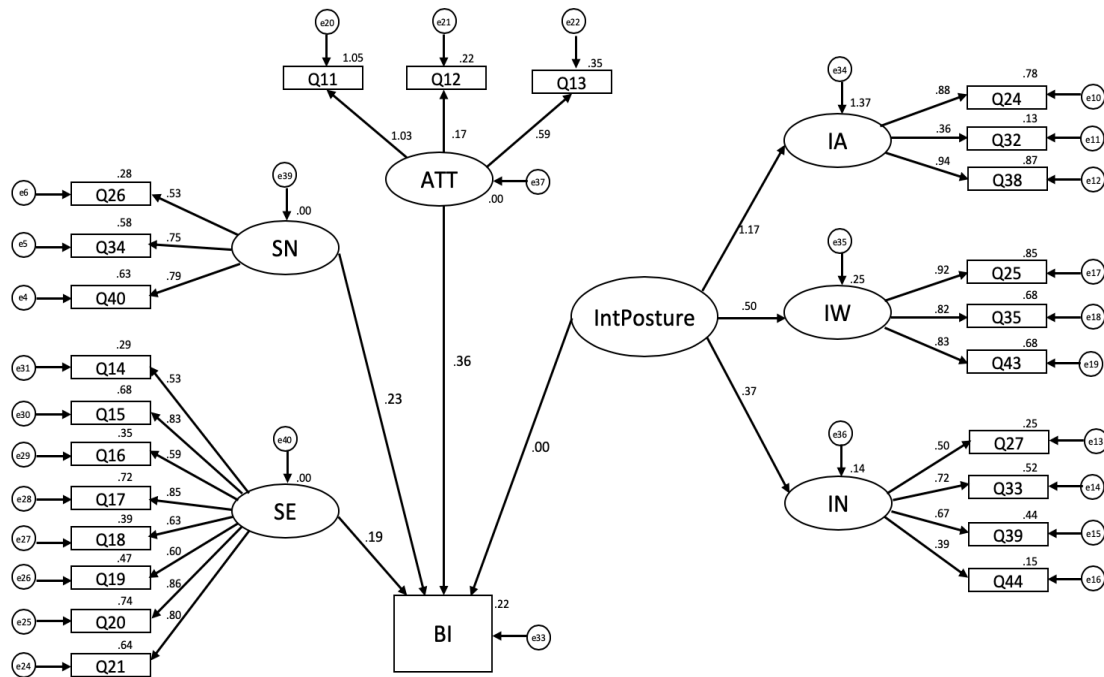 e20
e21
e22
1.05
.22
.35
Q11
Q12
Q13
1.03
.17
.59
ATT
e37
.00
e39
.00
SN
e6
.28
Q26
.53
e5
.58
Q34
.75
e4
.63
Q40
.79
e31
.29
Q14
.53
e30
.68
Q15
.83
e29
.35
Q16
.59
e28
.72
Q17
.85
e27
.39
Q18
.63
e26
.47
Q19
.60
e25
.74
Q20
.86
e24
.64
Q21
.80
e40
.00
SE
.19
.23
.36
.00
BI
.22
e33
IntPosture
1.17
.50
.37
e34
1.37
IA
.88
.78
Q24
e10
.36
.13
Q32
e11
.94
.87
Q38
e12
e35
.25
IW
.92
.85
Q25
e17
.82
.68
Q35
e18
.83
.68
Q43
e19
e36
.14
IN
.50
.25
Q27
e13
.72
.52
Q33
e14
.67
.44
Q39
e15
.39
.15
Q44
e16